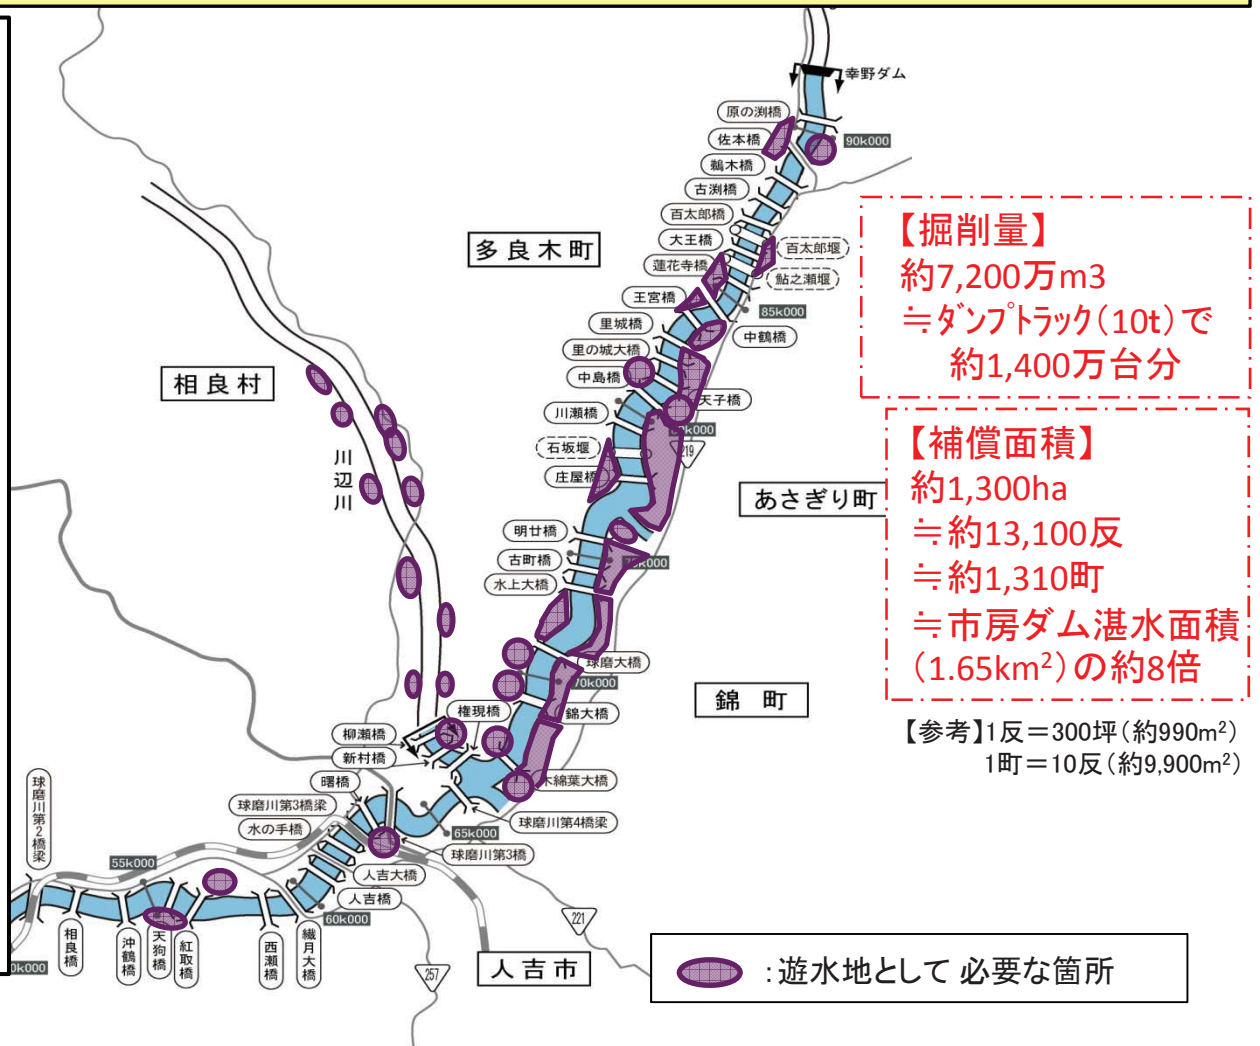 幸野ダム
原の渕橋
佐本橋
90k000
鵜木橋
古渕橋
百太郎橋
大王橋
百太郎堰
蓮花寺橋
鮎之瀬堰
王宮橋
85k000
里城橋
中鶴橋
里の城大橋
中島橋
天子橋
川瀬橋
k000
石坂堰
219
庄屋橋
明廿橋
古町橋
k000
水上大橋
球磨大橋
70k000
権現橋
錦大橋
柳瀬橋
新村橋
木綿葉大橋
曙橋
球磨川第3橋梁
水の手橋
球磨川第4橋梁
65k000
球磨川第3橋
球磨川第2橋梁
55k000
人吉大橋
人吉橋
60k000
相良橋
沖鶴橋
天狗橋
紅取橋
西瀬橋
繊月大橋
0k000
221
257
多良木町
相良村
川辺川
あさぎり町
錦 町
人吉市
【掘削量】
約7,200万m3
≒ダンプトラック(10t)で
約1,400万台分
【補償面積】
約1,300ha
≒約13,100反
≒約1,310町
≒市房ダム湛水面積
(1.65km²)の約8倍
【参考】1反＝300坪(約990m²)
1町＝10反(約9,900m²)
:遊水地として 必要な箇所